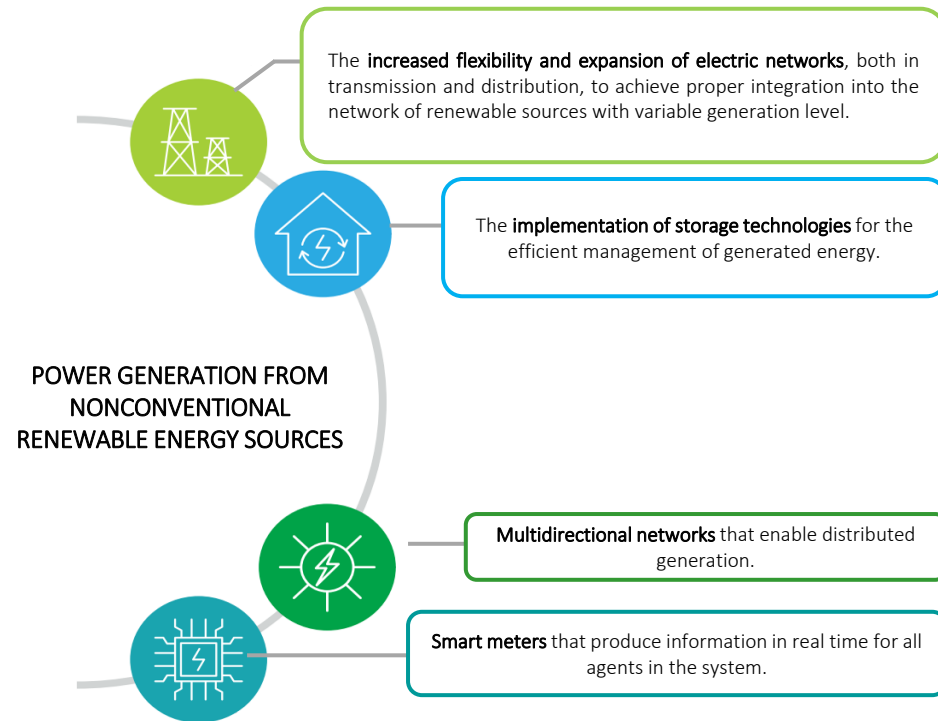 The increased flexibility and expansion of electric networks, both in
transmission and distribution, to achieve proper integration into the
network of renewable sources with variable generation level.
The implementation of storage technologies for the
efficient management of generated energy.
POWER GENERATION FROM
NONCONVENTIONAL
RENEWABLE ENERGY SOURCES
Multidirectional networks that enable distributed
generation.
Smart meters that produce information in real time for all
agents in the system.